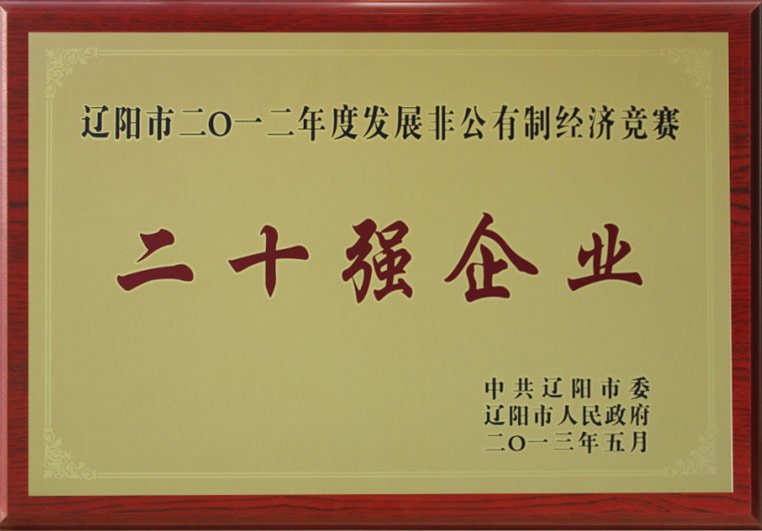 辽阳市二〇一二年度发展非公有制经济竞赛
二十强企业
中共辽阳市委
辽阳市人民政府
二〇一三年五月